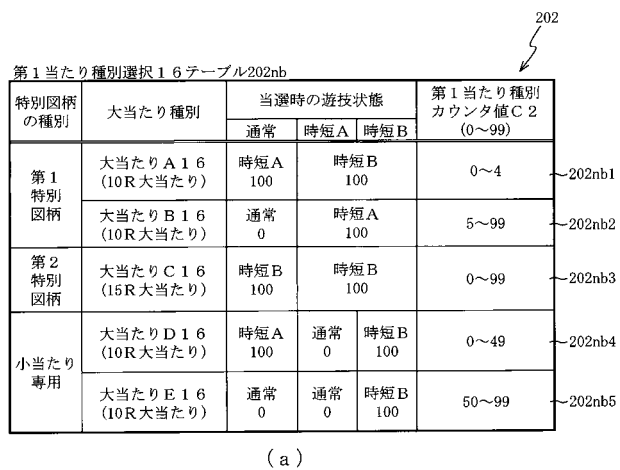 202
第1当たり種別選択16テーブル202nb
特別図柄の種別
大当たり種別
当選時の遊技状態
第1当たり種別カウンタ値C2(0~99)
通常
時短A
時短B
第1特別図柄
大当たりA16
(10R大当たり)
時短A
100
時短B
100
0~4
202nb1
大当たりB16
(10R大当たり)
通常
0
時短A
100
5~99
202nb2
第2特別図柄
大当たりC16
(15R大当たり)
時短B
100
時短B
100
0~99
202nb3
小当たり専用
大当たりD16
(10R大当たり)
時短A
100
通常
0
時短B
100
0~49
202nb4
大当たりE16
(10R大当たり)
通常
0
通常
0
時短B
100
50~99
202nb5
(a)